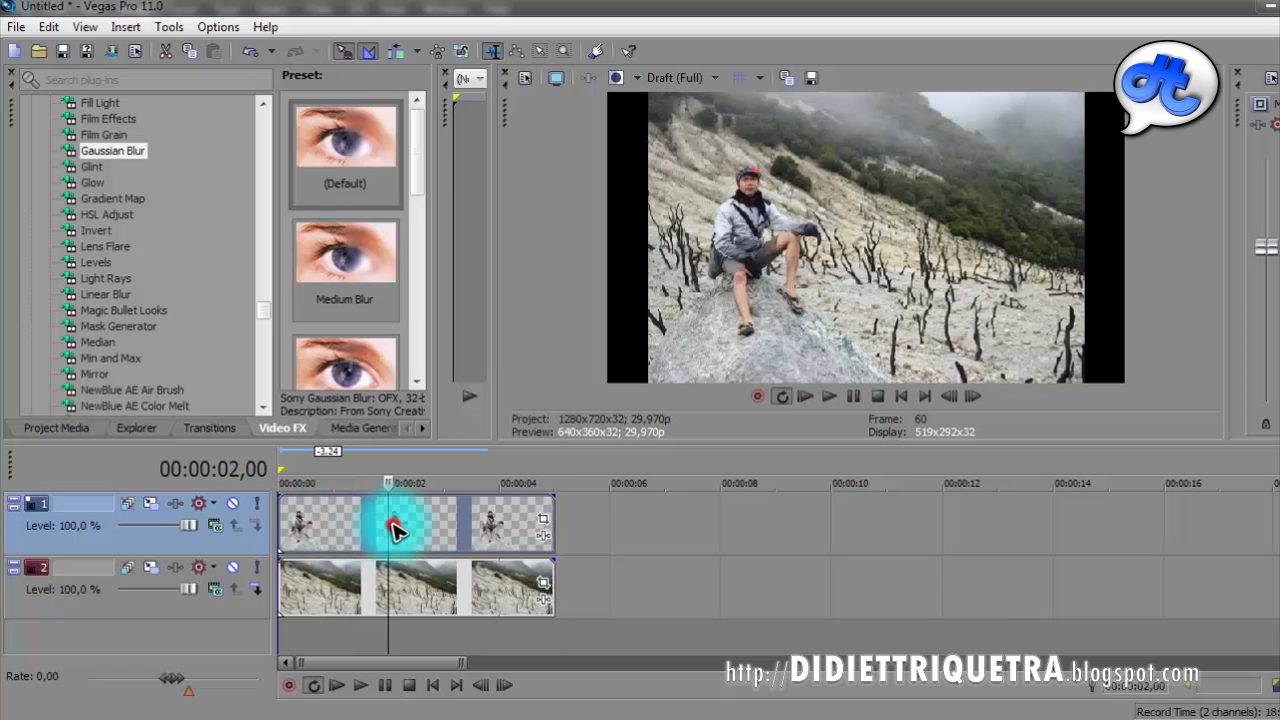 Untitled * - Vegas Pro 11.0
File Edit View Insert Tools Options Help
Search plug-ins
Fill Light
Film Effects
Film Grain
Gaussian Blur
Glint
Glow
Gradient Map
HSL Adjust
Invert
Lens Flare
Levels
Light Rays
Linear Blur
Magic Bullet Looks
Mask Generator
Median
Min and Max
Mirror
NewBlue AE Air Brush
NewBlue AE Color Melt
Preset:
(Default)
Medium Blur
Sony Gaussian Blur: OFX, 32-b
Description: From Sony Creati
Project Media Explorer Transitions Video FX Media Gener
Draft (Full)
dt
Project: 1280x720x32; 29,970p
Preview: 640x360x32; 29,970p
Frame: 60
Display: 519x292x32
-3.24
00:00:02,00
00:00:00 00:00:02 00:00:04 00:00:06 00:00:08 00:00:10 00:00:12 00:00:14 00:00:16
1
Level: 100,0 %
2
Level: 100,0 %
Rate: 0,00
http://DIDIETTRIQUETRA.blogspot.com
00:00:02,00
Record Time (2 channels): 18: